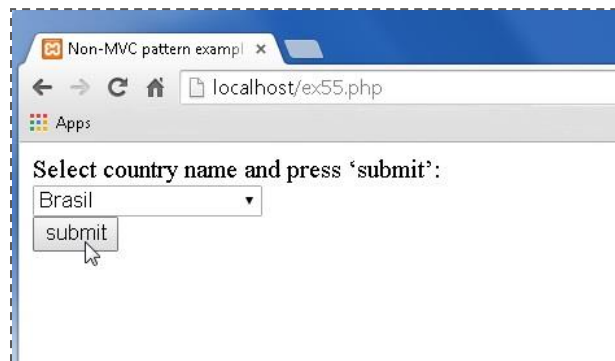 Non-MVC pattern exampl
localhost/ex55.php
Apps
Select country name and press ‘submit’:
Brasil
submit